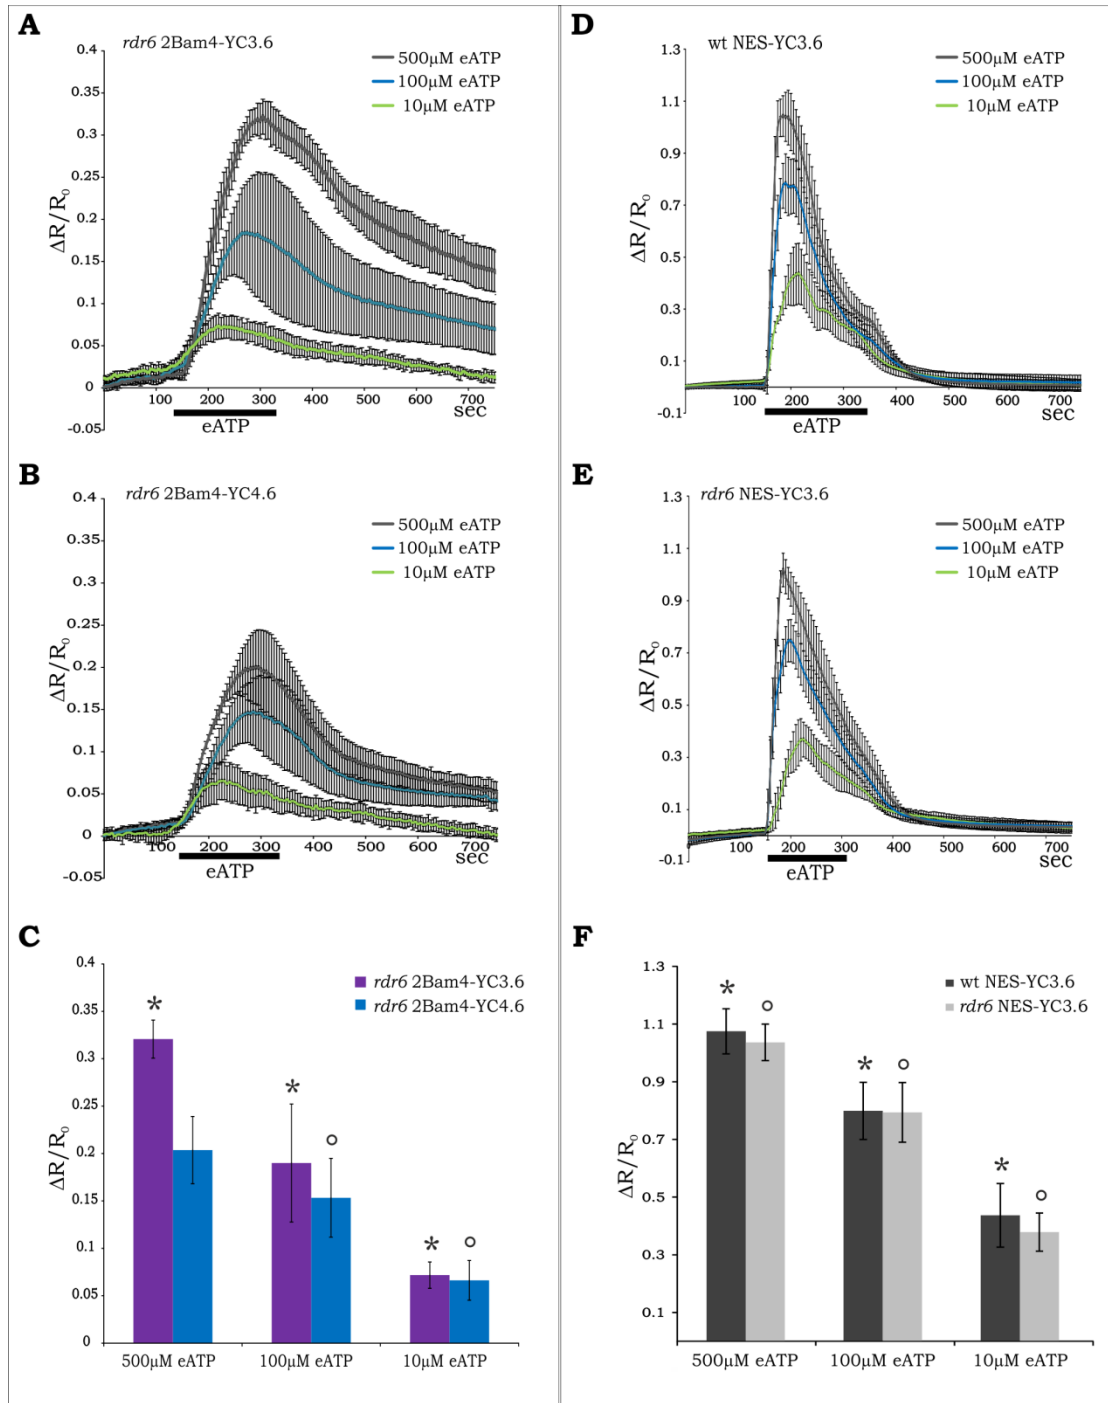 A
rdr6 2Bam4-YC3.6
500µM eATP
100µM eATP
10µM eATP
0.4
0.35
0.3
0.25
0.2
0.15
0.1
0.05
0
-0.05
ΔR/R0
100 200 300 400 500 600 700
sec
eATP
B
rdr6 2Bam4-YC4.6
500µM eATP
100µM eATP
10µM eATP
0.4
0.35
0.3
0.25
0.2
0.15
0.1
0.05
0
-0.05
ΔR/R0
100 200 300 400 500 600 700
sec
eATP
C
rdr6 2Bam4-YC3.6
rdr6 2Bam4-YC4.6
0.4
0.35
0.3
0.25
0.2
0.15
0.1
0.05
0
ΔR/R0
* * ° * °
500µM eATP 100µM eATP 10µM eATP
D
wt NES-YC3.6
500µM eATP
100µM eATP
10µM eATP
1.3
1.1
0.9
0.7
0.5
0.3
0.1
-0.1
ΔR/R0
100 200 300 400 500 600 700
sec
eATP
E
rdr6 NES-YC3.6
500µM eATP
100µM eATP
10µM eATP
1.3
1.1
0.9
0.7
0.5
0.3
0.1
-0.1
ΔR/R0
100 200 300 400 500 600 700
sec
eATP
F
wt NES-YC3.6
rdr6 NES-YC3.6
1.3
1.1
0.9
0.7
0.5
0.3
0.1
ΔR/R0
* ° * ° * °
500µM eATP 100µM eATP 10µM eATP